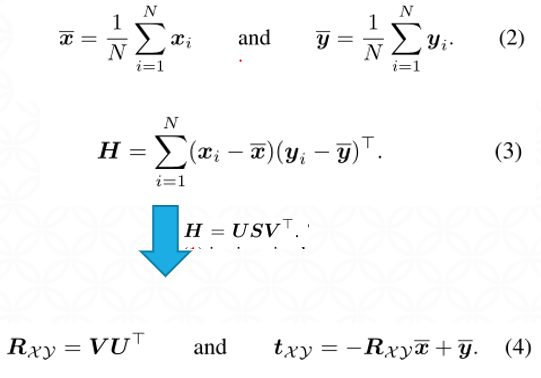 x̄ = 1/N ∑_{i=1}^{N} x_i and ȳ = 1/N ∑_{i=1}^{N} y_i. (2)
H = ∑_{i=1}^{N} (x_i − x̄)(y_i − ȳ)^⊤. (3)
H = USV^⊤.
R_{𝒳𝒴} = VU^⊤ and t_{𝒳𝒴} = −R_{𝒳𝒴}x̄ + ȳ. (4)